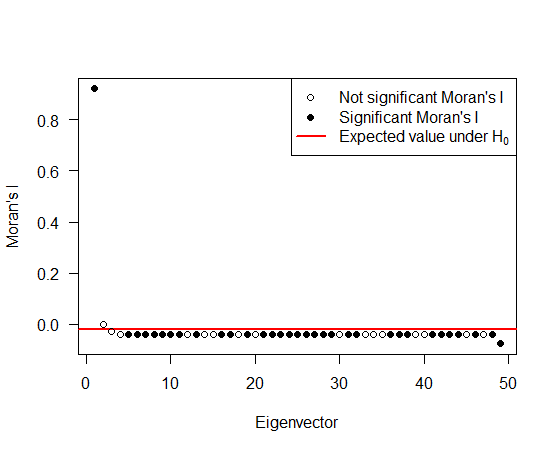 Not significant Moran's I
Significant Moran's I
Expected value under H0
Moran's I
0.8
0.6
0.4
0.2
0.0
0 10 20 30 40 50
Eigenvector